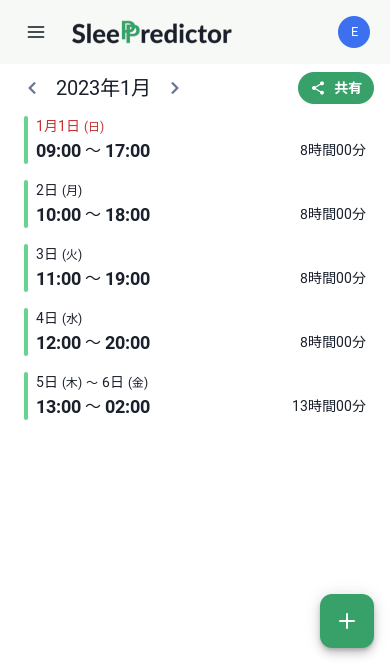 SleePPredictor
E
2023年1月
共有
1月1日 (日)
09:00 〜 17:00 8時間00分
2日 (月)
10:00 〜 18:00 8時間00分
3日 (火)
11:00 〜 19:00 8時間00分
4日 (水)
12:00 〜 20:00 8時間00分
5日 (木) 〜 6日 (金)
13:00 〜 02:00 13時間00分